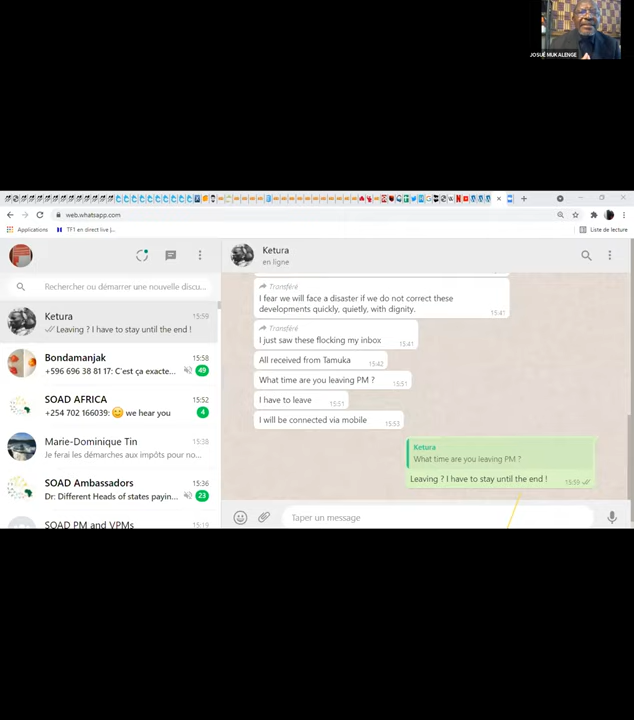 JOSUÉ MUKALENGE
web.whatsapp.com
Applications
TF1 en direct live |...
Liste de lecture
Rechercher ou démarrer une nouvelle discu...
Ketura
15:59
Leaving ? I have to stay until the end !
Bondamanjak
15:58
+596 696 38 81 17: C'est ça exacte...
49
SOAD AFRICA
15:52
+254 702 166039: 😊 we hear you
4
Marie-Dominique Tin
15:38
Je ferai les démarches aux impôts pour no...
SOAD Ambassadors
15:36
Dr: Different Heads of states payin...
23
SOAD PM and VPMs
15:19
Ketura
en ligne
Transféré
I fear we will face a disaster if we do not correct these
developments quickly, quietly, with dignity.
15:41
Transféré
I just saw these flocking my inbox
15:41
All received from Tamuka
15:42
What time are you leaving PM ?
15:51
I have to leave
15:51
I will be connected via mobile
15:53
Ketura
What time are you leaving PM ?
Leaving ? I have to stay until the end !
15:59
Taper un message